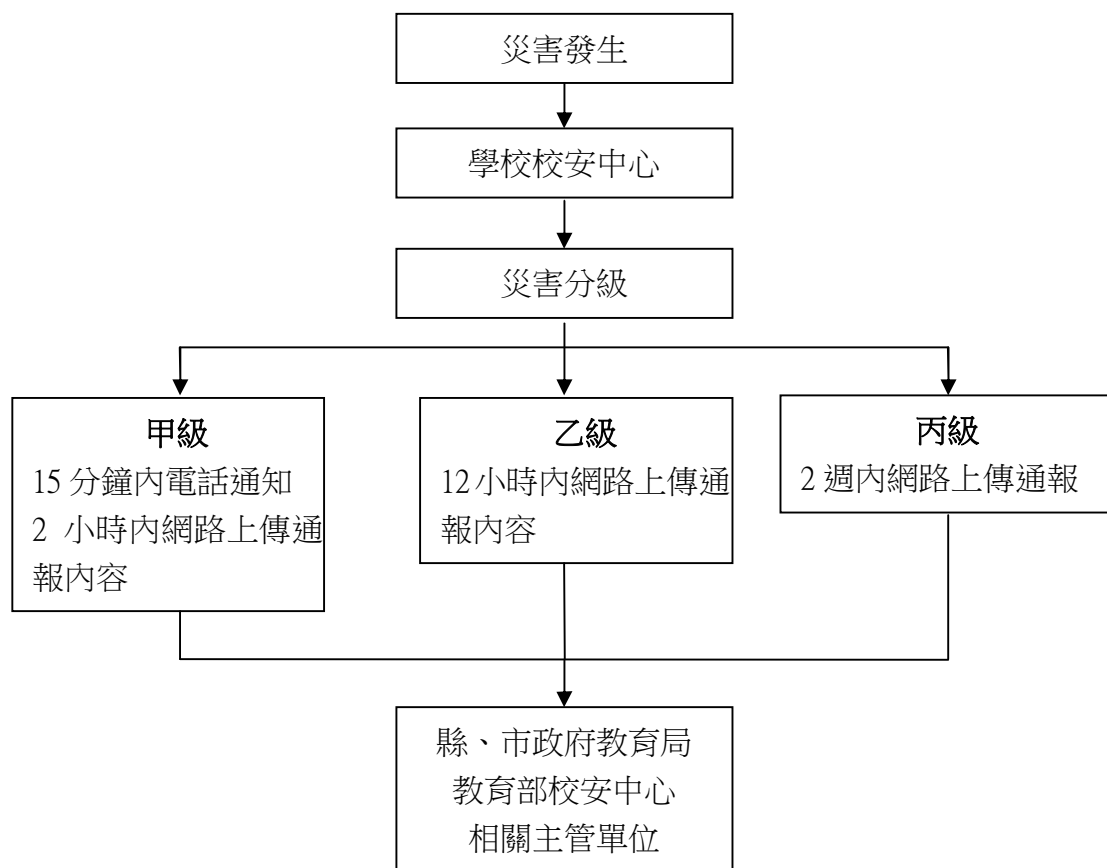 災害發生
學校校安中心
災害分級
甲級
15 分鐘內電話通知
2 小時內網路上傳通
報內容
乙級
12 小時內網路上傳通
報內容
丙級
2 週內網路上傳通報
縣、市政府教育局
教育部校安中心
相關主管單位